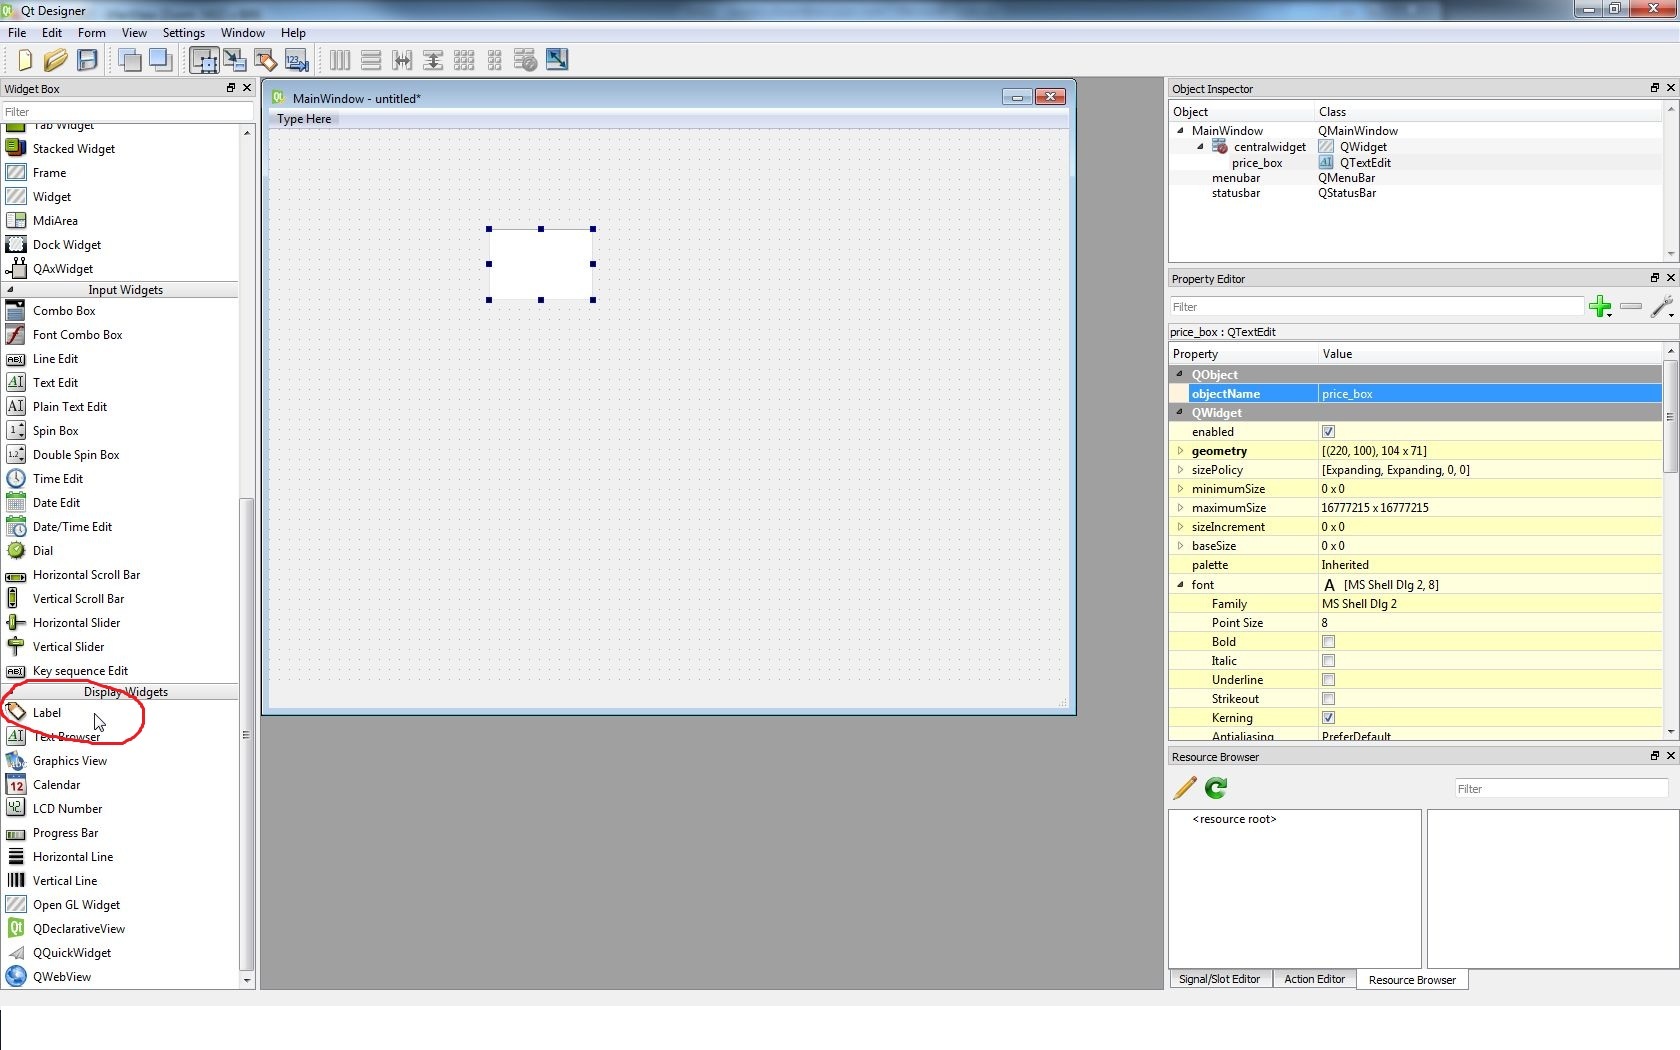 Qt Designer
File Edit Form View Settings Window Help
Widget Box
Filter
Tab Widget
Stacked Widget
Frame
Widget
MdiArea
Dock Widget
QAxWidget
Input Widgets
Combo Box
Font Combo Box
Line Edit
Text Edit
Plain Text Edit
Spin Box
Double Spin Box
Time Edit
Date Edit
Date/Time Edit
Dial
Horizontal Scroll Bar
Vertical Scroll Bar
Horizontal Slider
Vertical Slider
Key sequence Edit
Display Widgets
Label
Text Browser
Graphics View
Calendar
LCD Number
Progress Bar
Horizontal Line
Vertical Line
Open GL Widget
QDeclarativeView
QQuickWidget
QWebView
MainWindow - untitled*
Type Here
Object Inspector
Object Class
MainWindow QMainWindow
centralwidget QWidget
price_box QTextEdit
menubar QMenuBar
statusbar QStatusBar
Property Editor
Filter
price_box : QTextEdit
Property Value
QObject
objectName price_box
QWidget
enabled
geometry [(220, 100), 104 x 71]
sizePolicy [Expanding, Expanding, 0, 0]
minimumSize 0 x 0
maximumSize 16777215 x 16777215
sizeIncrement 0 x 0
baseSize 0 x 0
palette Inherited
font A [MS Shell Dlg 2, 8]
Family MS Shell Dlg 2
Point Size 8
Bold
Italic
Underline
Strikeout
Kerning
Antialiasing PreferDefault
Resource Browser
Filter
<resource root>
Signal/Slot Editor Action Editor Resource Browser